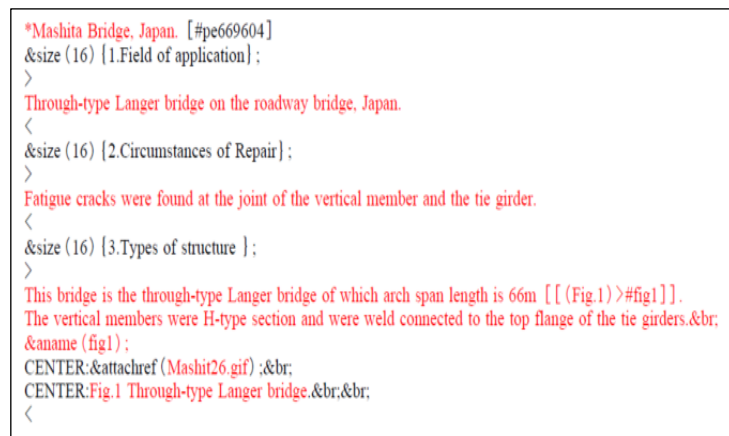 *Mashita Bridge, Japan. [#pe669604]
&size(16){1.Field of application};
>
Through-type Langer bridge on the roadway bridge, Japan.
<
&size(16){2.Circumstances of Repair};
>
Fatigue cracks were found at the joint of the vertical member and the tie girder.
<
&size(16){3.Types of structure };
>
This bridge is the through-type Langer bridge of which arch span length is 66m [[(Fig.1)>#fig1]].
The vertical members were H-type section and were weld connected to the top flange of the tie girders.&br;
&aname(fig1);
CENTER:&attachref(Mashit26.gif);&br;
CENTER:Fig.1 Through-type Langer bridge.&br;&br;
<